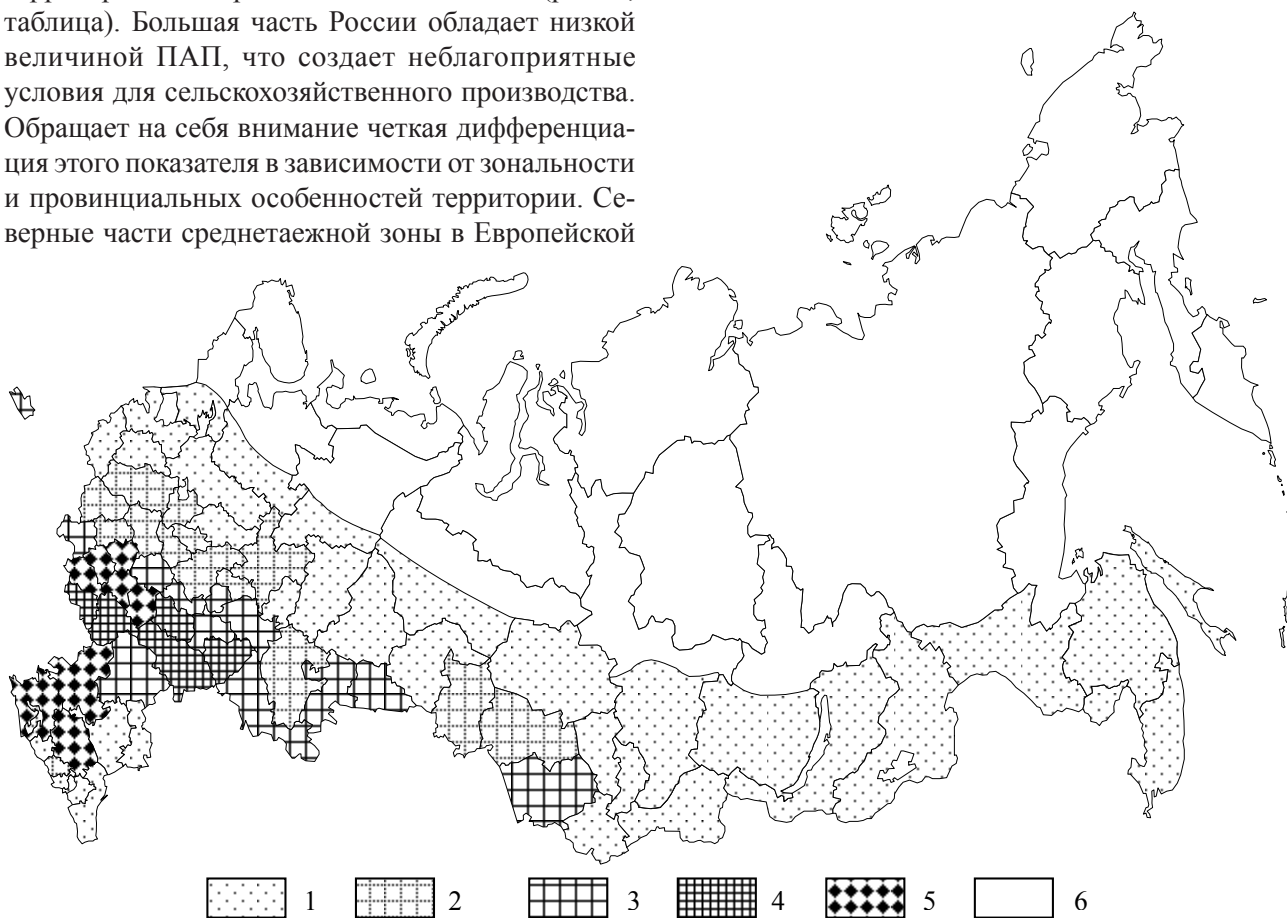 таблица). Большая часть России обладает низкой
величиной ПАП, что создает неблагоприятные
условия для сельскохозяйственного производства.
Обращает на себя внимание четкая дифференциа-
ция этого показателя в зависимости от зональности
и провинциальных особенностей территории. Се-
верные части среднетаежной зоны в Европейской
1 2 3 4 5 6